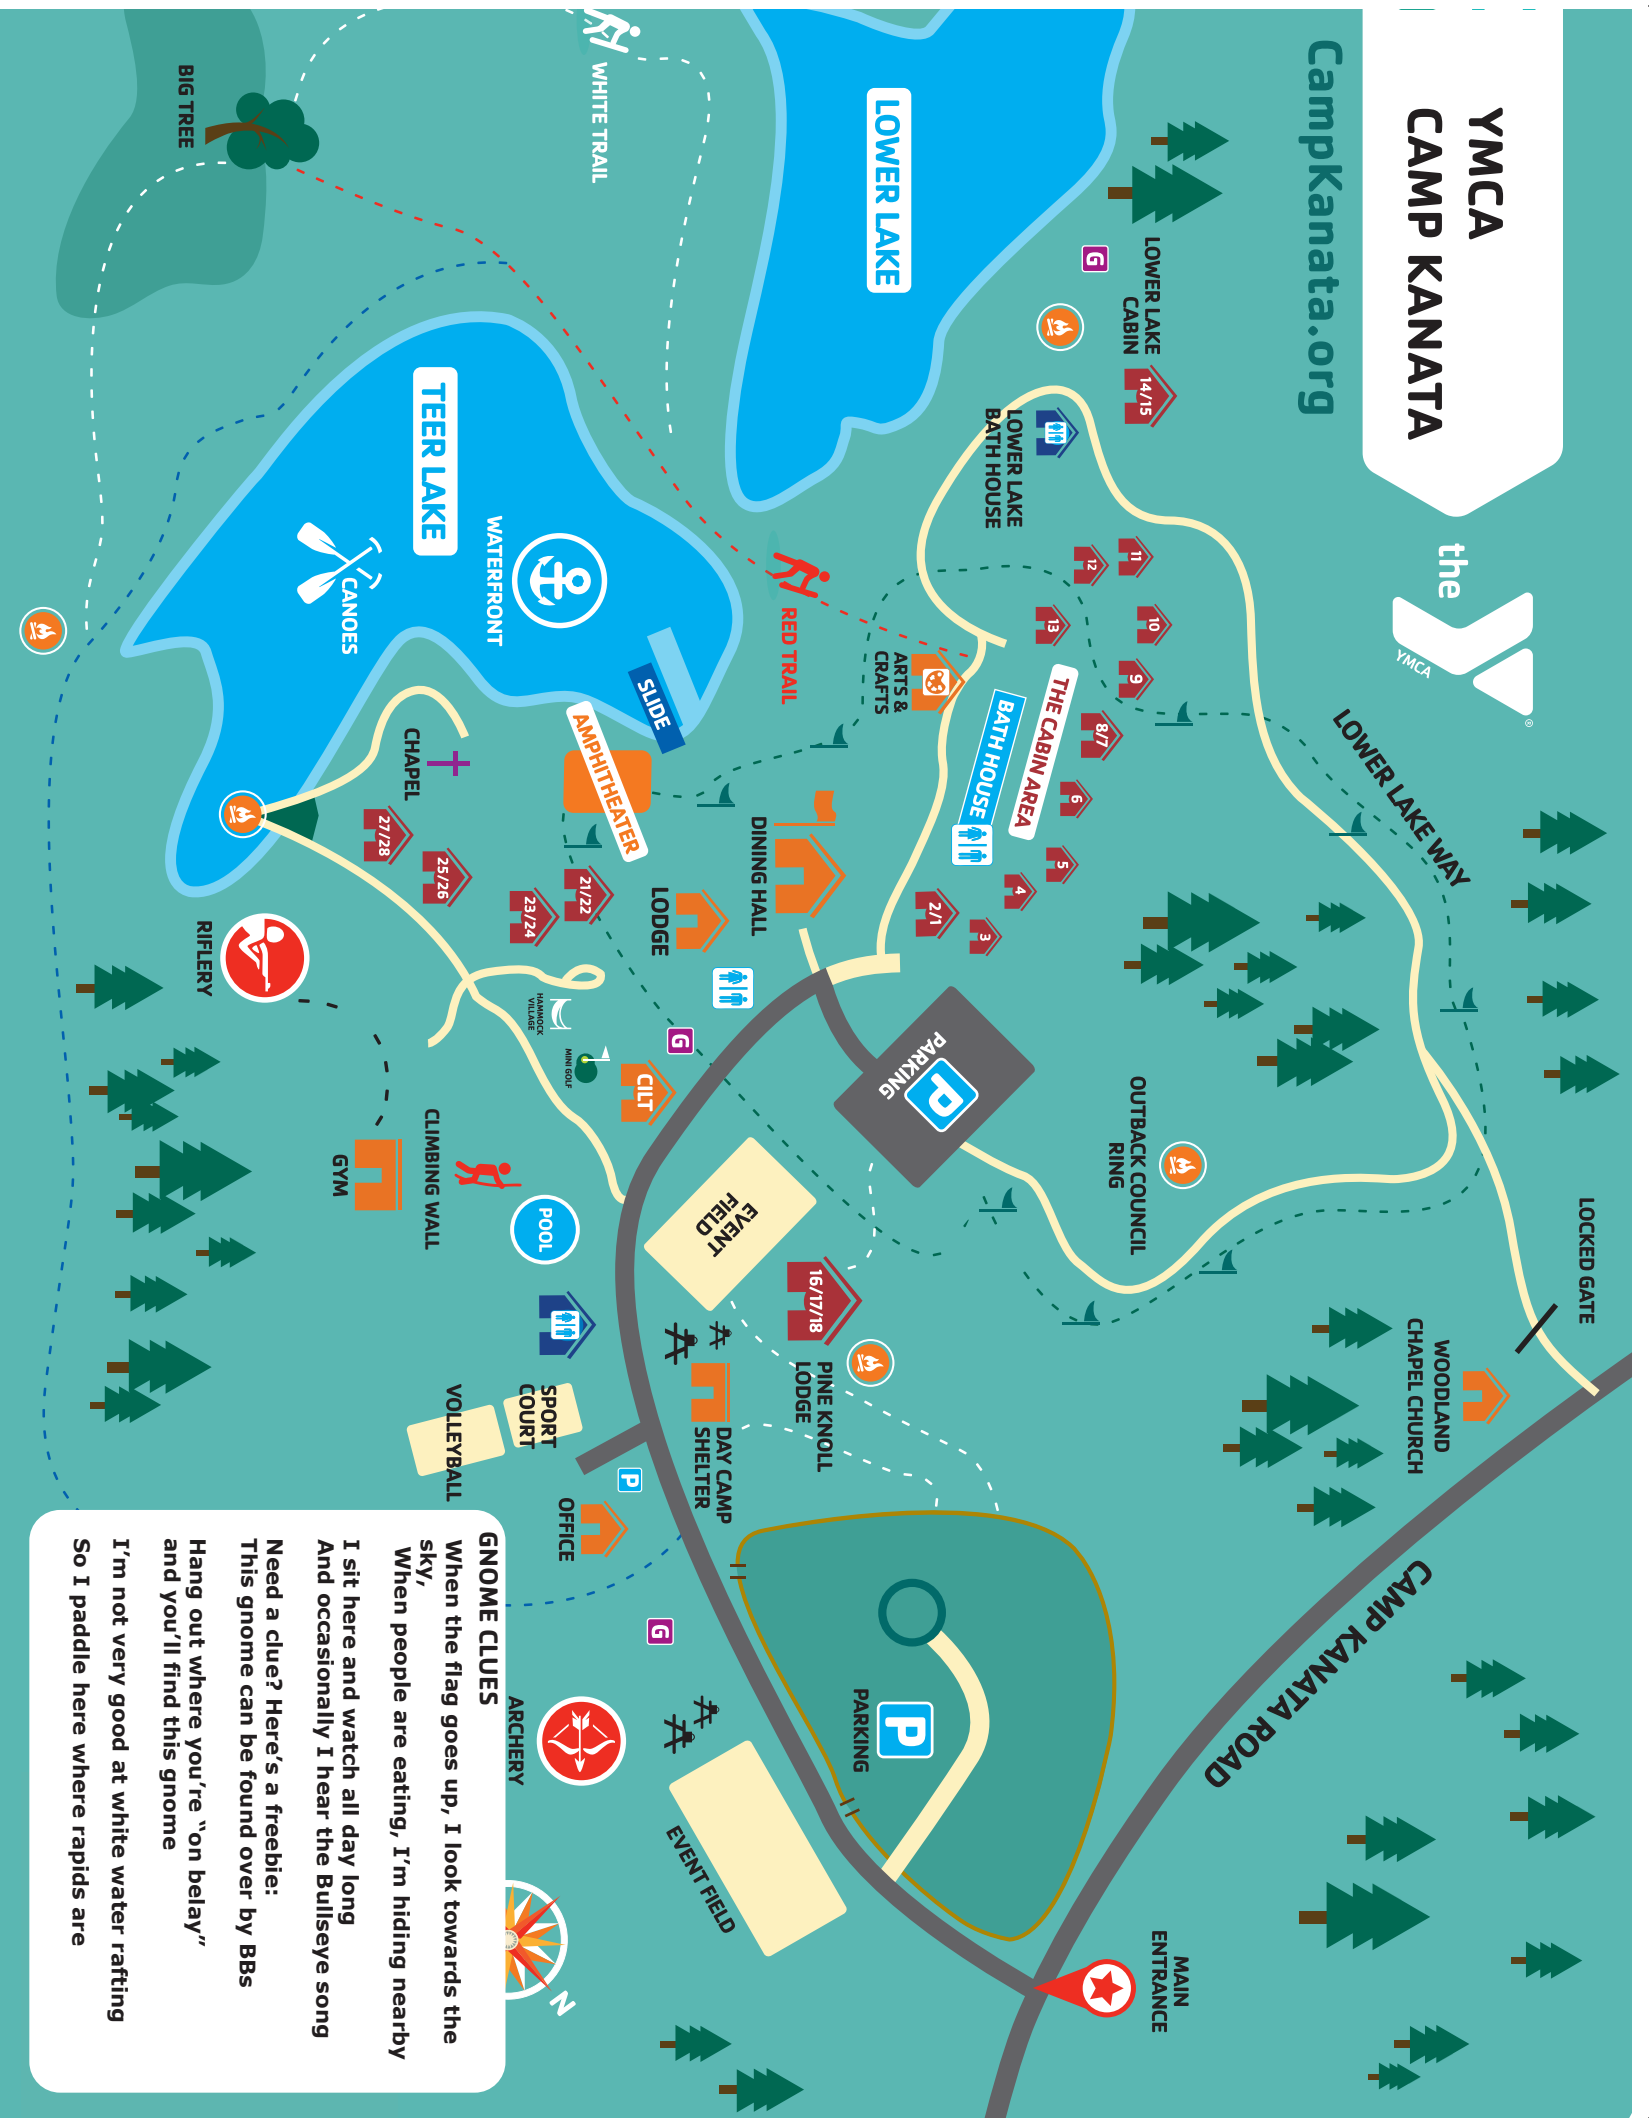 YMCA
CAMP KANATA
CampKanata.org
the
YMCA
®
LOCKED GATE
LOWER LAKE WAY
WOODLAND
CHAPEL CHURCH
CAMP KANATA ROAD
MAIN
ENTRANCE
OUTBACK COUNCIL
RING
LOWER LAKE
CABIN
14/15
G
LOWER LAKE
BATH HOUSE
11
12
10
13
9
8/7
6
5
4
3
2/1
THE CABIN AREA
BATH HOUSE
ARTS &
CRAFTS
LOWER LAKE
PARKING
P
PARKING
P
16/17/18
PINE KNOLL
LODGE
EVENT
FIELD
DAY CAMP
SHELTER
DINING HALL
LODGE
RED TRAIL
WHITE TRAIL
BIG TREE
TEER LAKE
WATERFRONT
CANOES
SLIDE
AMPHITHEATER
CHAPEL
27/28
25/26
23/24
21/22
G
CILT
HAMMOCK
VILLAGE
MINI GOLF
RIFLERY
GYM
CLIMBING WALL
POOL
SPORT
COURT
VOLLEYBALL
P
OFFICE
G
ARCHERY
EVENT FIELD
N
GNOME CLUES
When the flag goes up, I look towards the
sky,
When people are eating, I’m hiding nearby
I sit here and watch all day long
And occasionally I hear the Bullseye song
Need a clue? Here’s a freebie:
This gnome can be found over by BBs
Hang out where you’re “on belay”
and you’ll find this gnome
I’m not very good at white water rafting
So I paddle here where rapids are